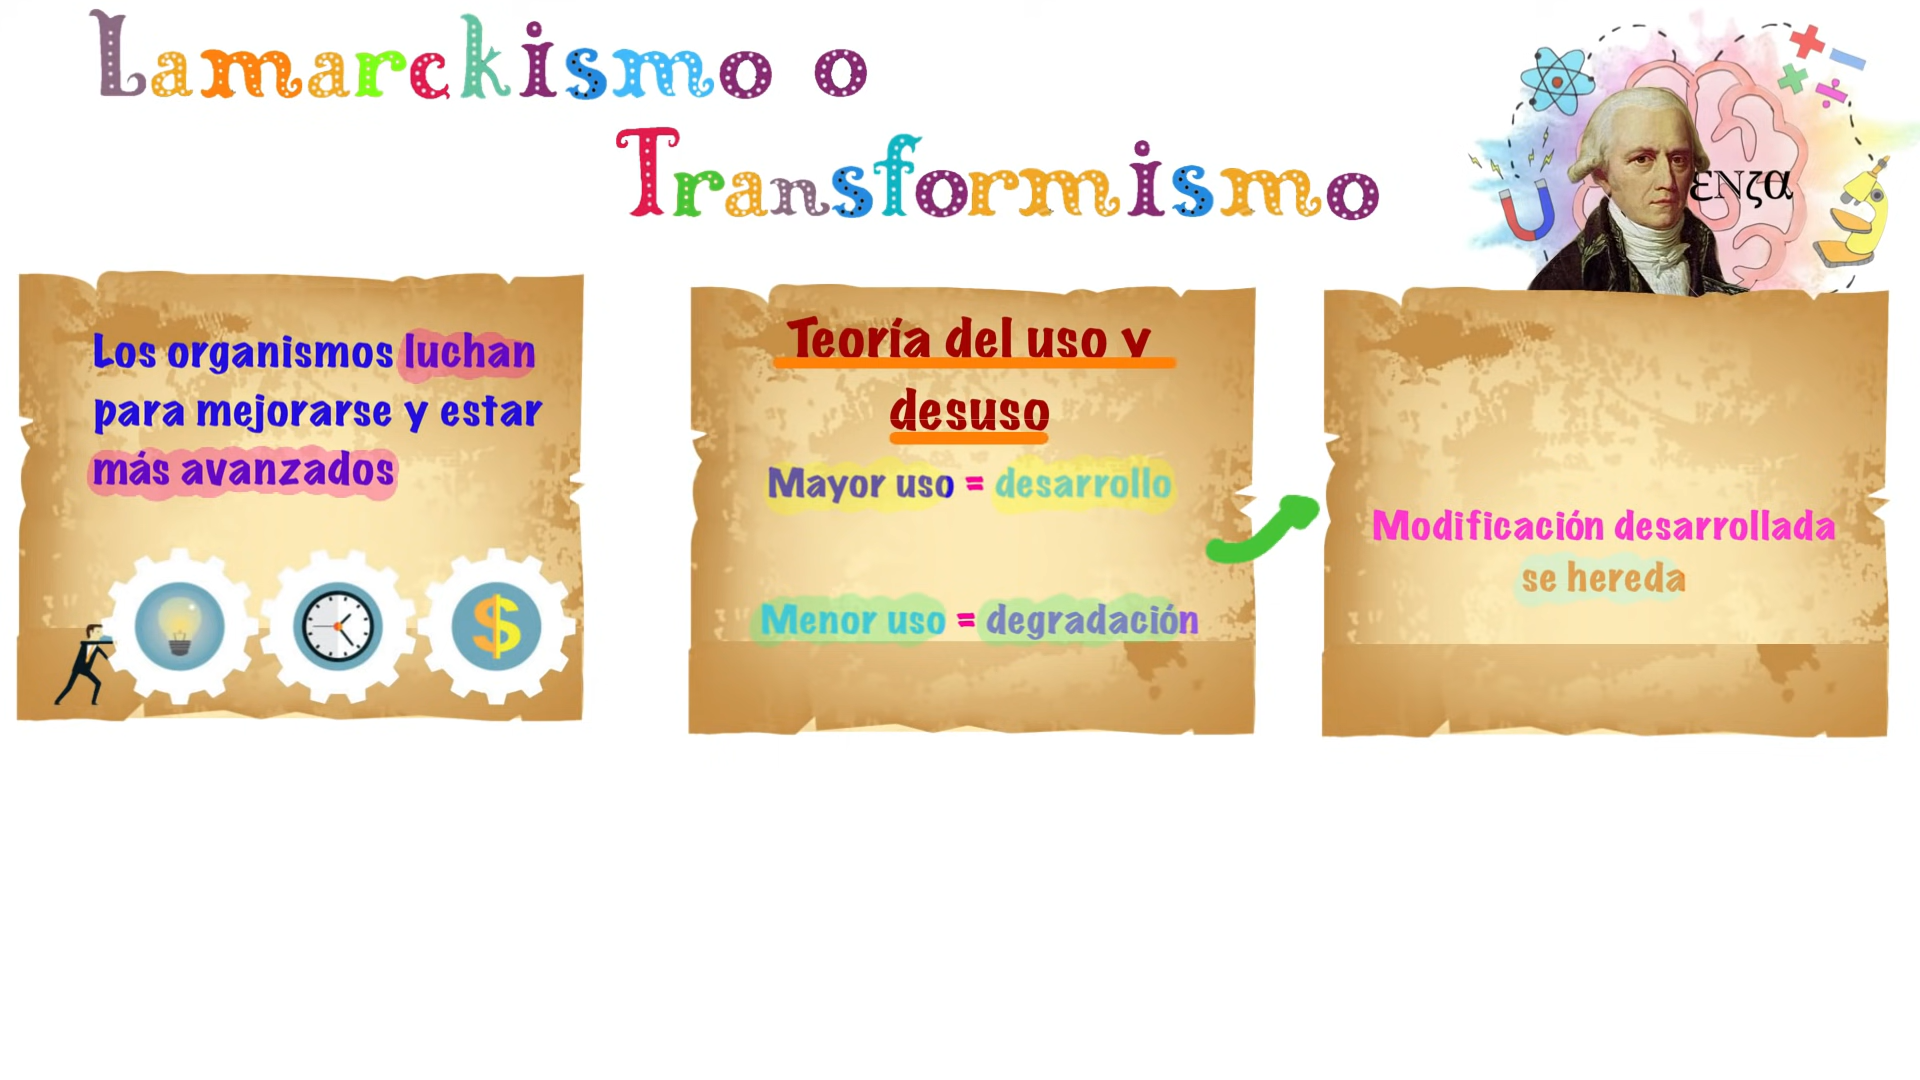 Lamarckismo o
Transformismo
εNζα
Los organismos luchan
para mejorarse y estar
más avanzados
$
Teoría del uso y
desuso
Mayor uso = desarrollo
Menor uso = degradación
Modificación desarrollada
se hereda